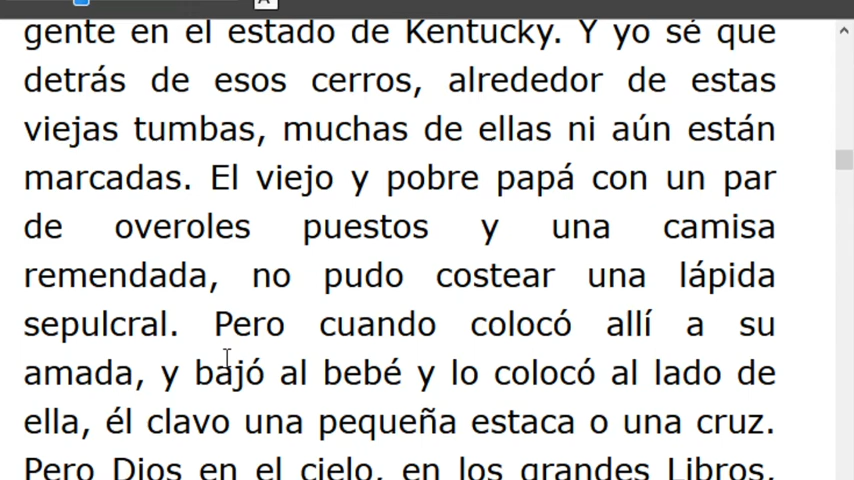 gente en el estado de Kentucky. Y yo sé que
detrás de esos cerros, alrededor de estas
viejas tumbas, muchas de ellas ni aún están
marcadas. El viejo y pobre papá con un par
de overoles puestos y una camisa
remendada, no pudo costear una lápida
sepulcral. Pero cuando colocó allí a su
amada, y bajó al bebé y lo colocó al lado de
ella, él clavo una pequeña estaca o una cruz.
Pero Dios en el cielo, en los grandes Libros,